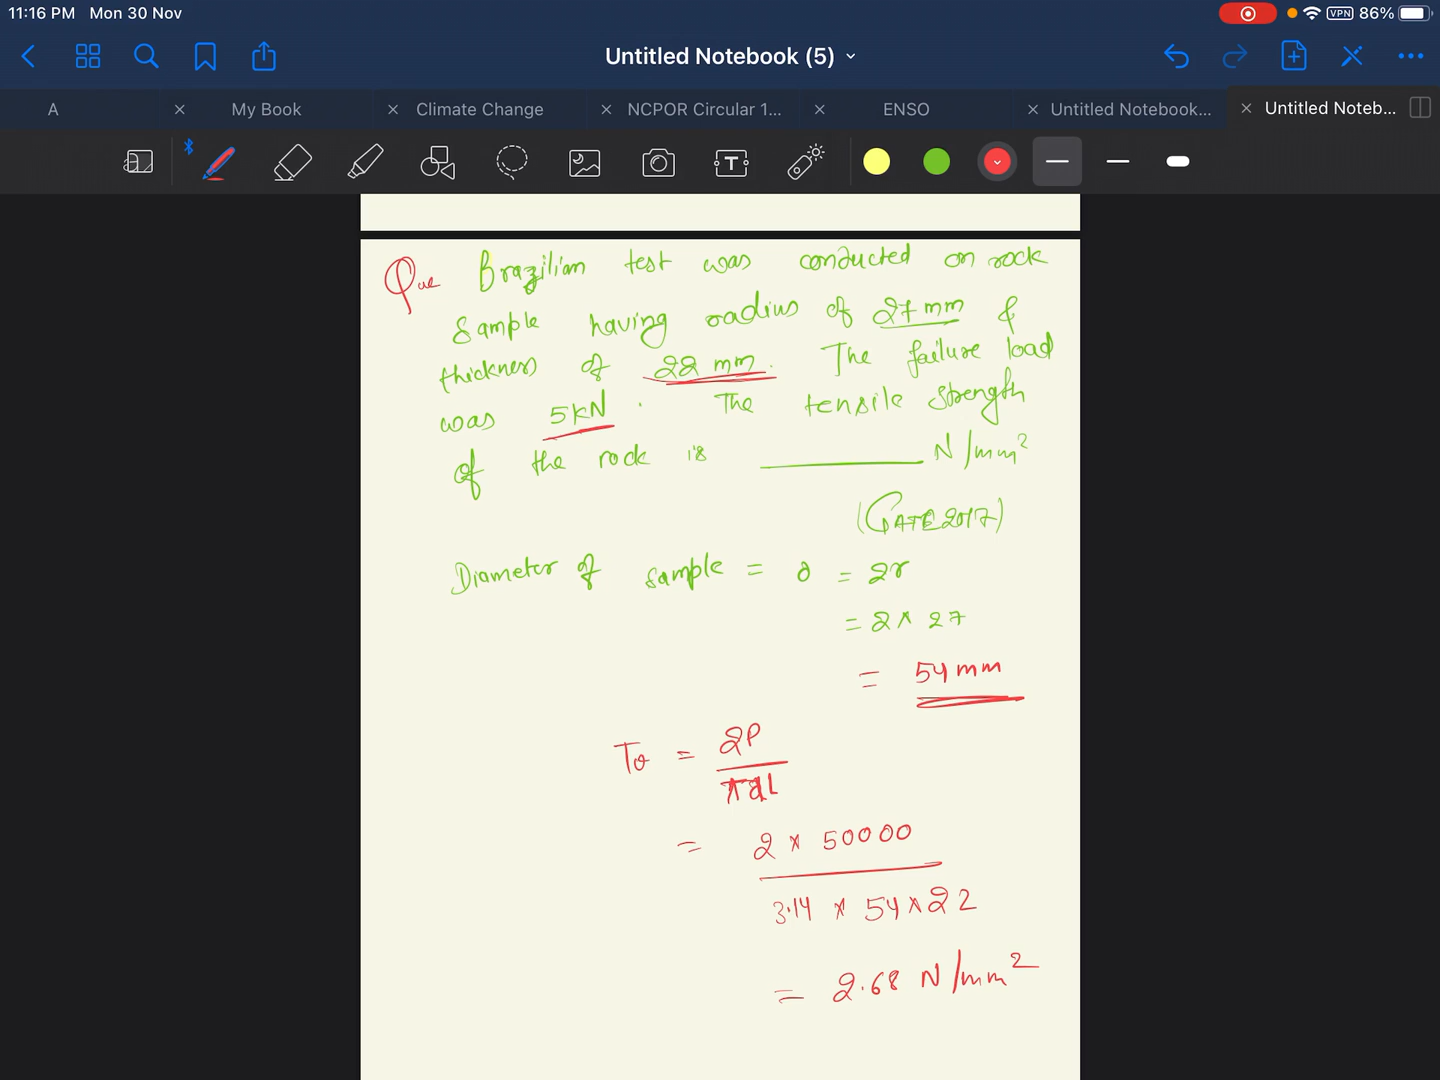 11:16 PM Mon 30 Nov
VPN 86%
Untitled Notebook (5)
A × My Book × Climate Change × NCPOR Circular 1... × ENSO × Untitled Notebook... × Untitled Noteb...
Que Brazilian test was conducted on rock
sample having radius of 27 mm &
thickness of 22 mm. The failure load
was 5KN. The tensile strength
of the rock is ________ N/mm²
(GATE 2017)
Diameter of sample = d = 2r
= 2 × 27
= 54 mm
To = 2P
πdL
= 2 × 50000
3.14 × 54 × 22
= 2.68 N/mm²